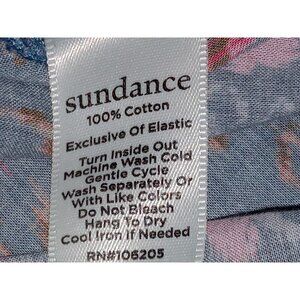 sundance
100% Cotton
Exclusive Of Elastic
Turn Inside Out
Machine Wash Cold
Gentle Cycle
Wash Separately Or
With Like Colors
Do Not Bleach
Hang To Dry
Cool Iron If Needed
RN#106205